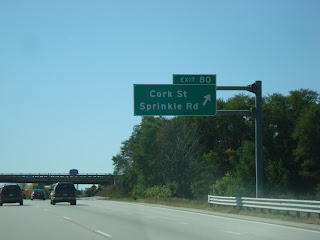 EXIT 80
Cork St
Sprinkle Rd